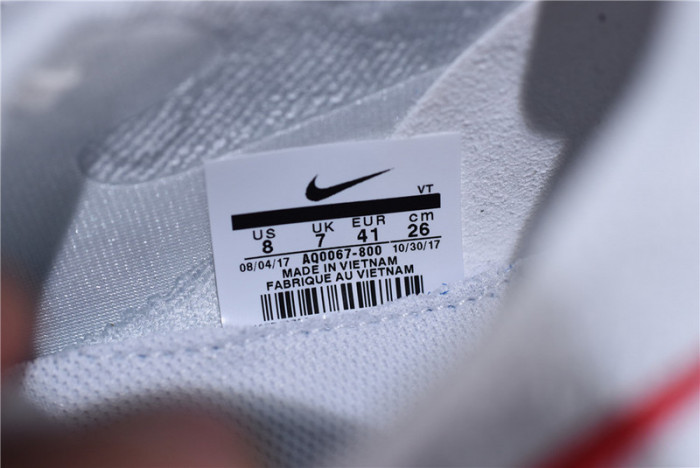 VT
US UK EUR cm
8 7 41 26
08/04/17 AQ0067-800 10/30/17
MADE IN VIETNAM
FABRIQUE AU VIETNAM